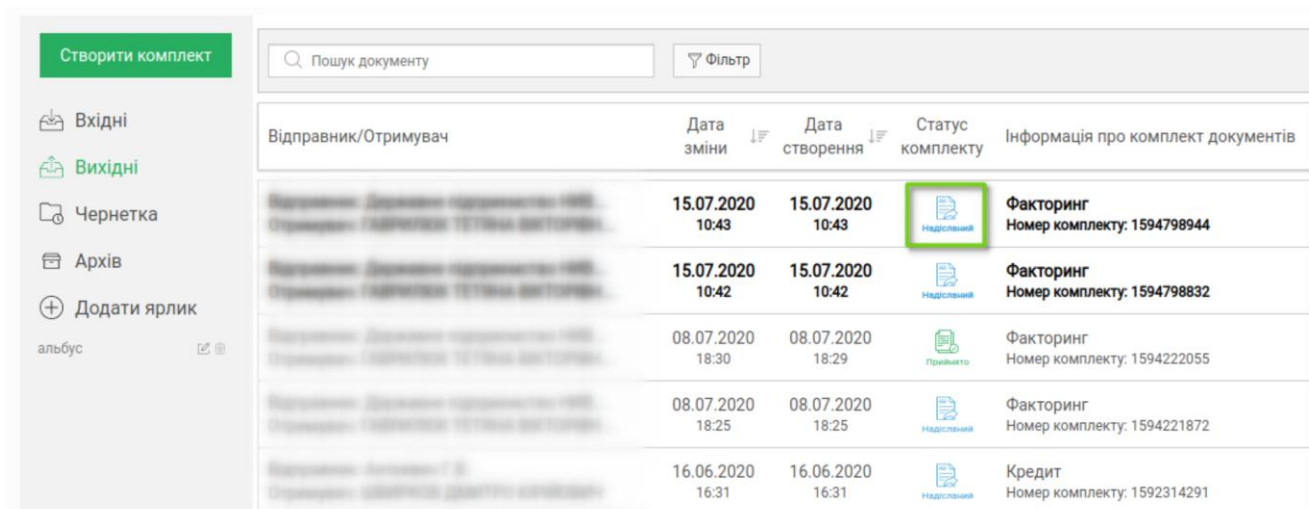 Створити комплект
Пошук документу
Фільтр
Вхідні
Вихідні
Чернетка
Архів
Додати ярлик
альбус
Відправник/Отримувач
Дата зміни
Дата створення
Статус комплекту
Інформація про комплект документів
15.07.2020
10:43
15.07.2020
10:43
Надісланий
Факторинг
Номер комплекту: 1594798944
15.07.2020
10:42
15.07.2020
10:42
Надісланий
Факторинг
Номер комплекту: 1594798832
08.07.2020
18:30
08.07.2020
18:29
Прийнято
Факторинг
Номер комплекту: 1594222055
08.07.2020
18:25
08.07.2020
18:25
Надісланий
Факторинг
Номер комплекту: 1594221872
16.06.2020
16:31
16.06.2020
16:31
Надісланий
Кредит
Номер комплекту: 1592314291